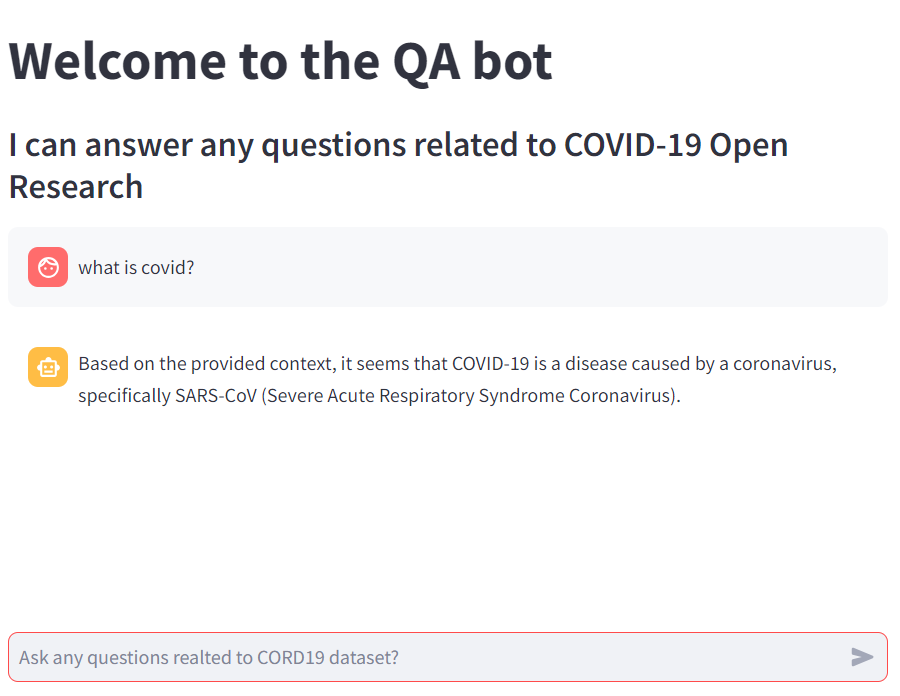 Welcome to the QA bot
I can answer any questions related to COVID-19 Open
Research
what is covid?
Based on the provided context, it seems that COVID-19 is a disease caused by a coronavirus,
specifically SARS-CoV (Severe Acute Respiratory Syndrome Coronavirus).
Ask any questions realted to CORD19 dataset?